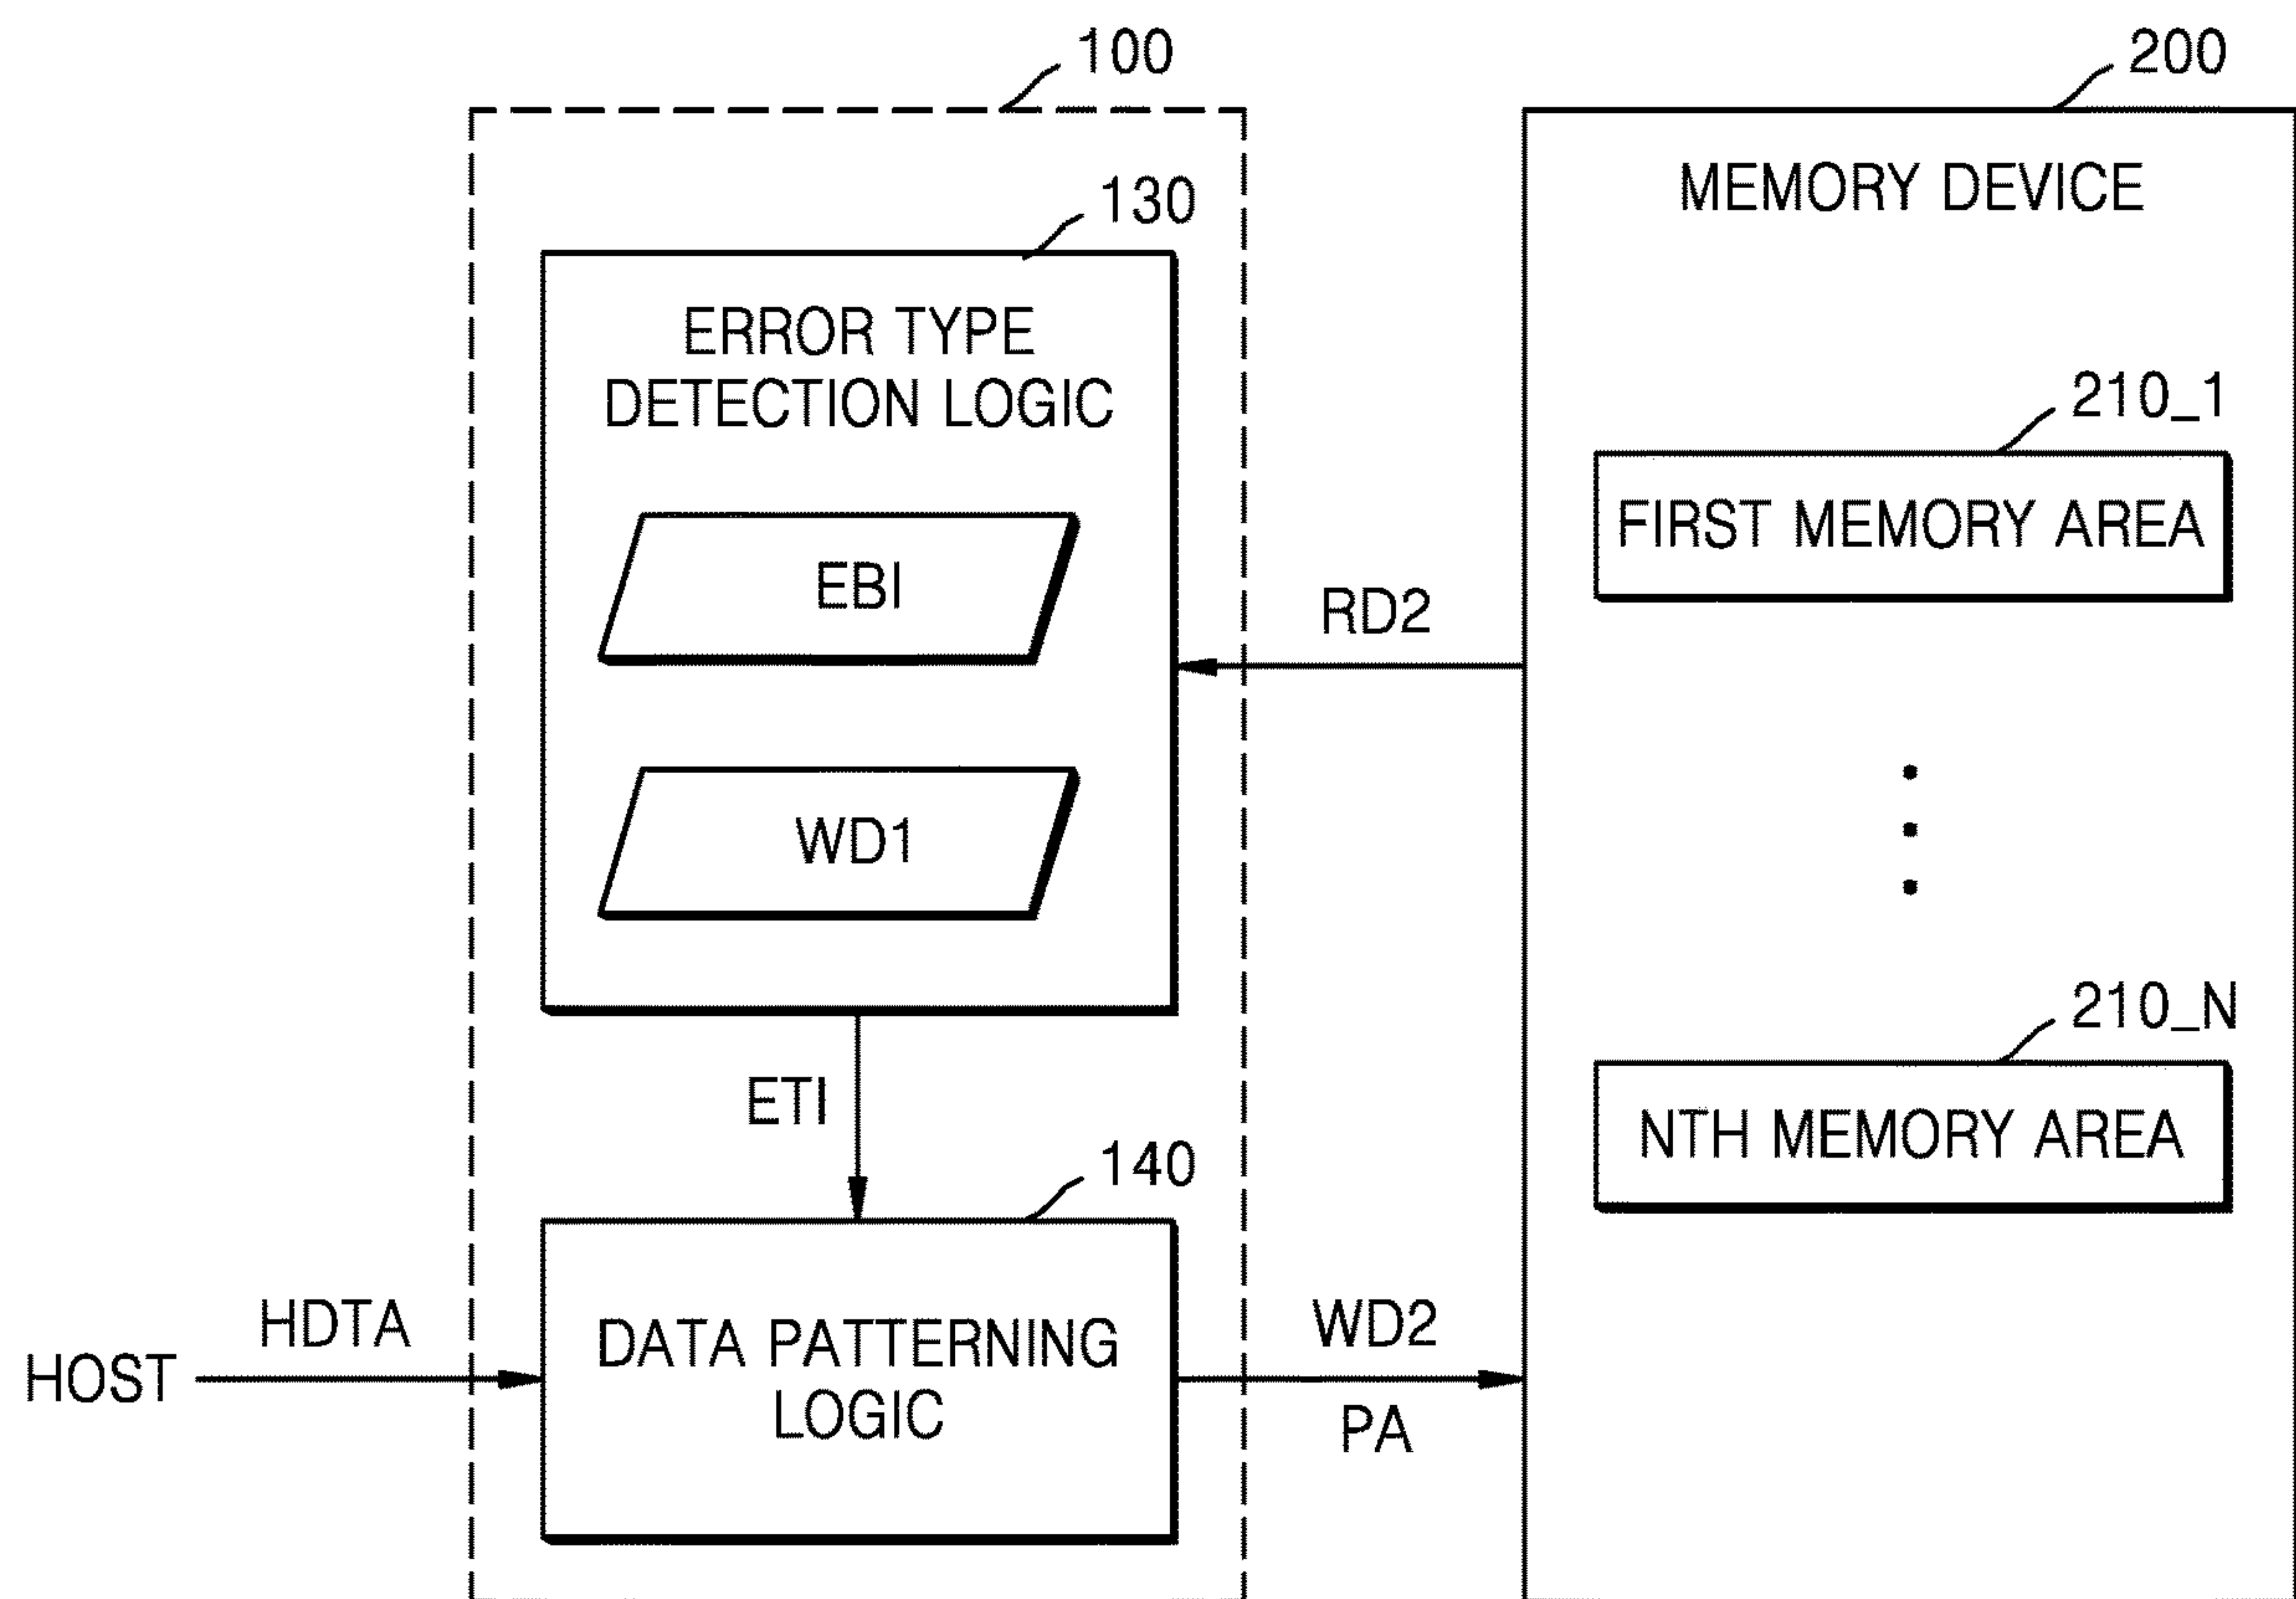 100
200
130
MEMORY DEVICE
ERROR TYPE
DETECTION LOGIC
210_1
FIRST MEMORY AREA
EBI
RD2
WD1
210_N
ETI
NTH MEMORY AREA
140
HDTA
HOST
DATA PATTERNING
LOGIC
WD2
PA